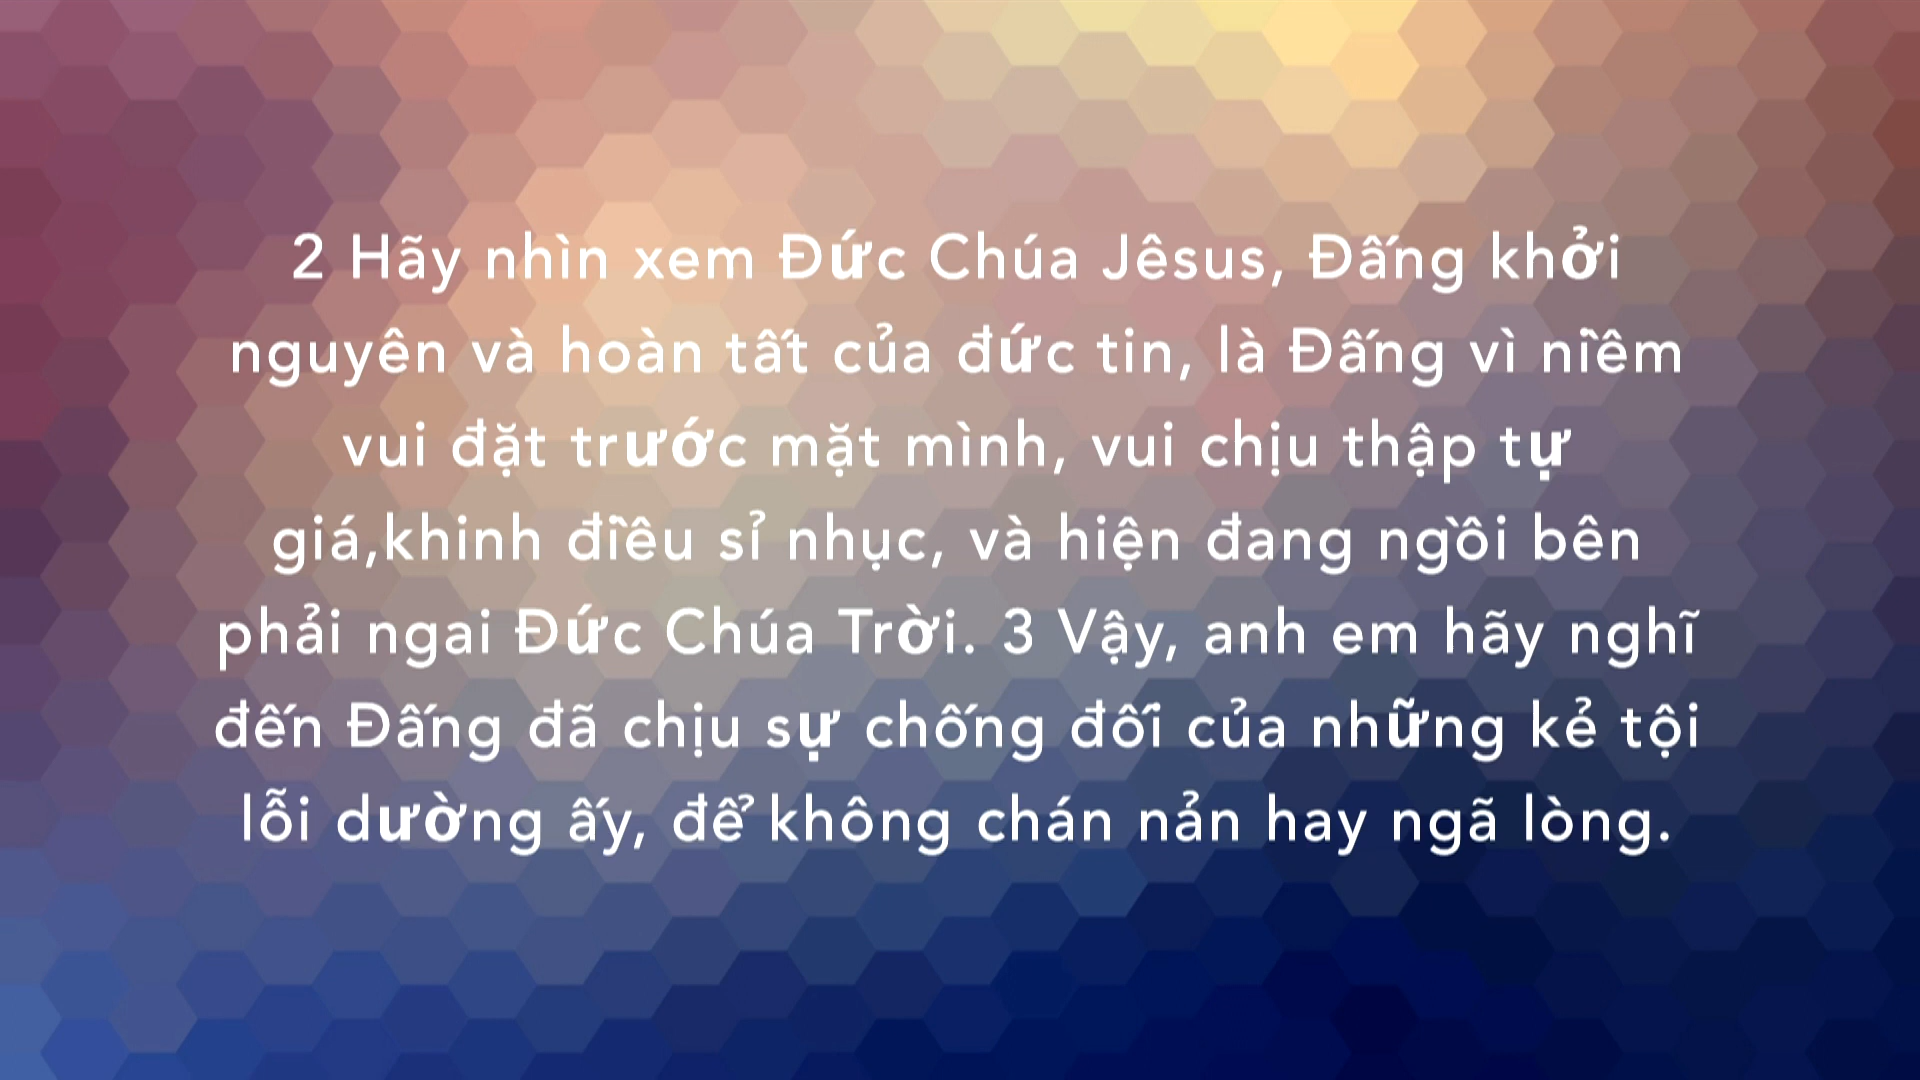 2 Hãy nhìn xem Đức Chúa Jêsus, Đấng khởi
nguyên và hoàn tất của đức tin, là Đấng vì niềm
vui đặt trước mặt mình, vui chịu thập tự
giá,khinh điều sỉ nhục, và hiện đang ngồi bên
phải ngai Đức Chúa Trời. 3 Vậy, anh em hãy nghĩ
đến Đấng đã chịu sự chống đối của những kẻ tội
lỗi dường ấy, để không chán nản hay ngã lòng.